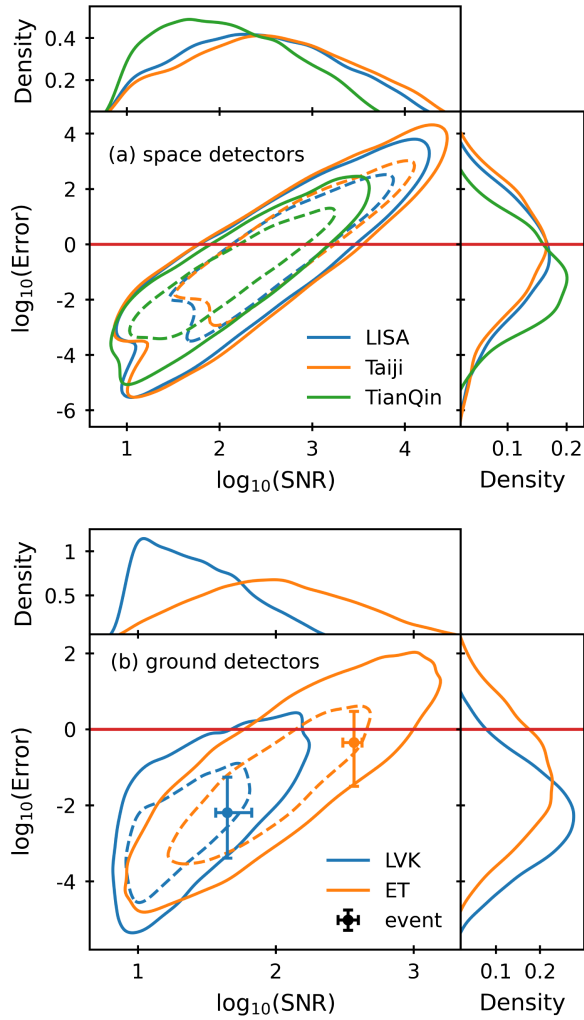 Density
0.4
0.2
(a) space detectors
log₁₀(Error)
4
2
0
-2
-4
-6
LISA
Taiji
TianQin
1
2
3
4
log₁₀(SNR)
0.1
0.2
Density
Density
1
0.5
(b) ground detectors
log₁₀(Error)
2
0
-2
-4
LVK
ET
event
1
2
3
log₁₀(SNR)
0.1
0.2
Density